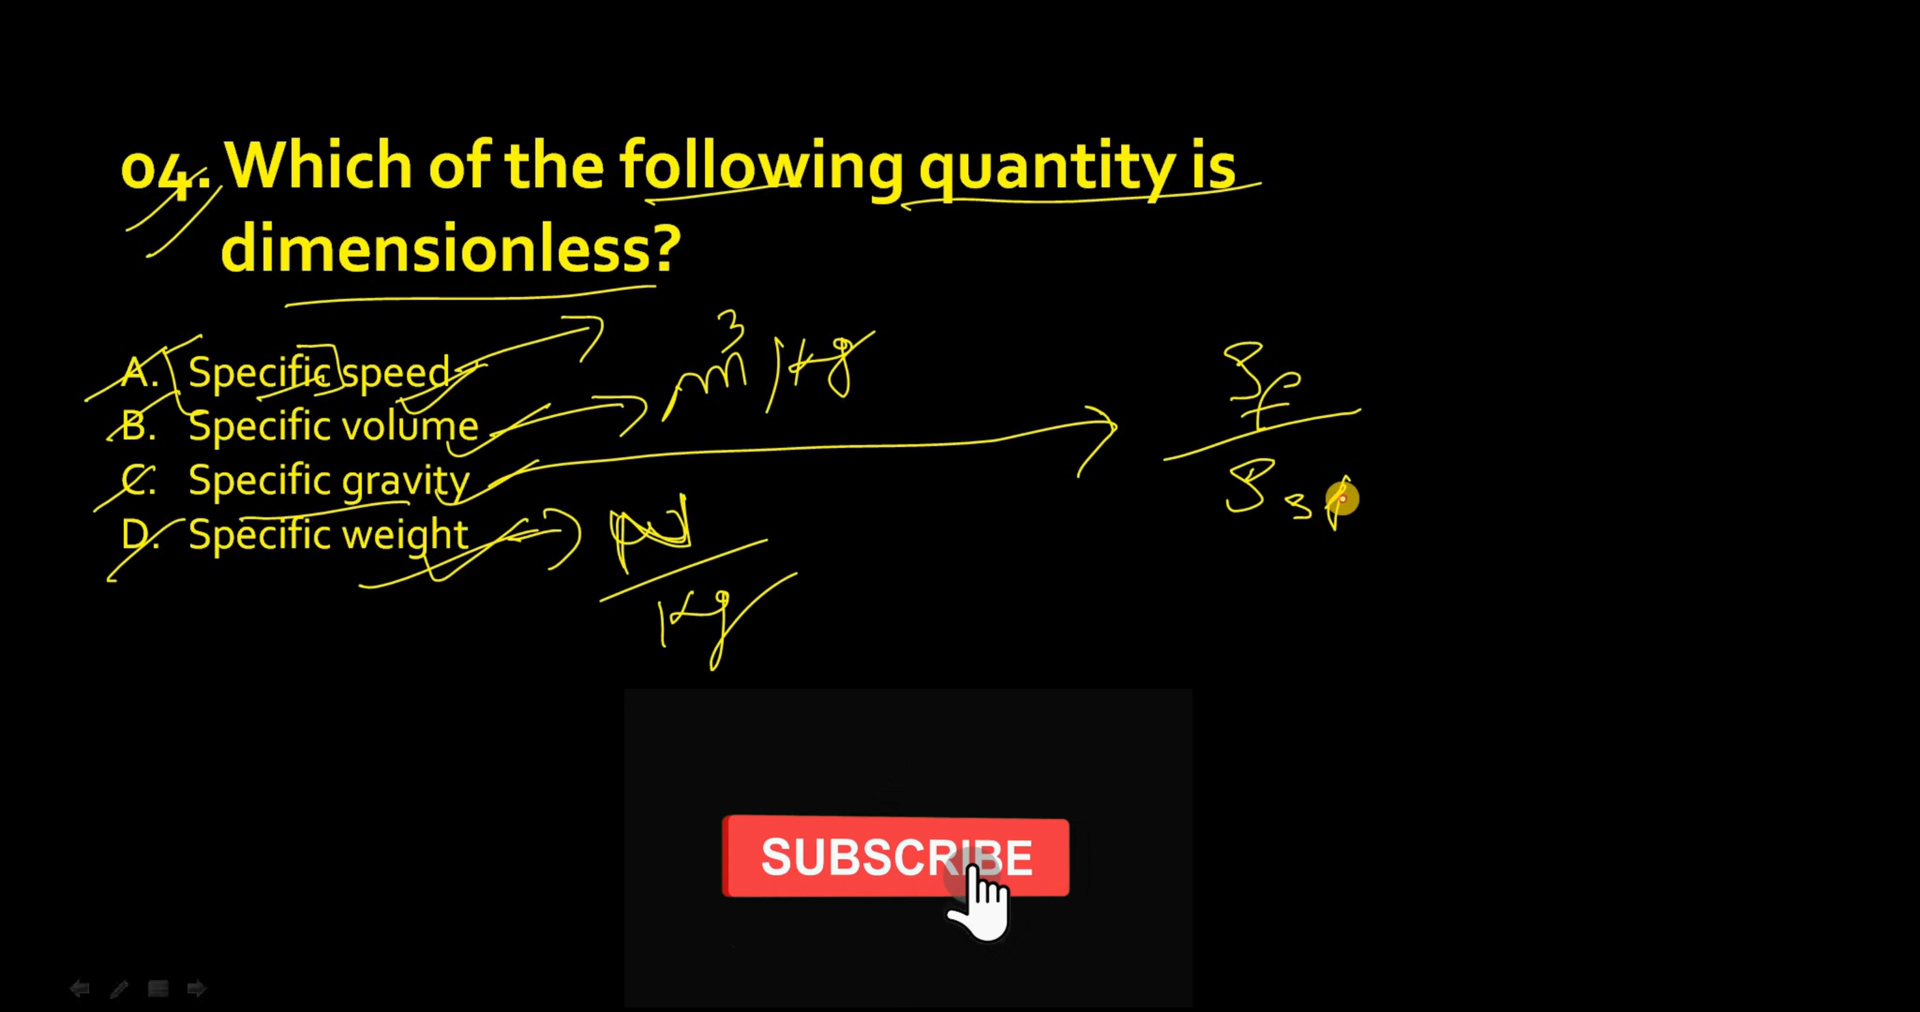 04. Which of the following quantity is
dimensionless?
A. Specific speed
B. Specific volume
C. Specific gravity
D. Specific weight
m³/kg
N
kg
SUBSCRIBE